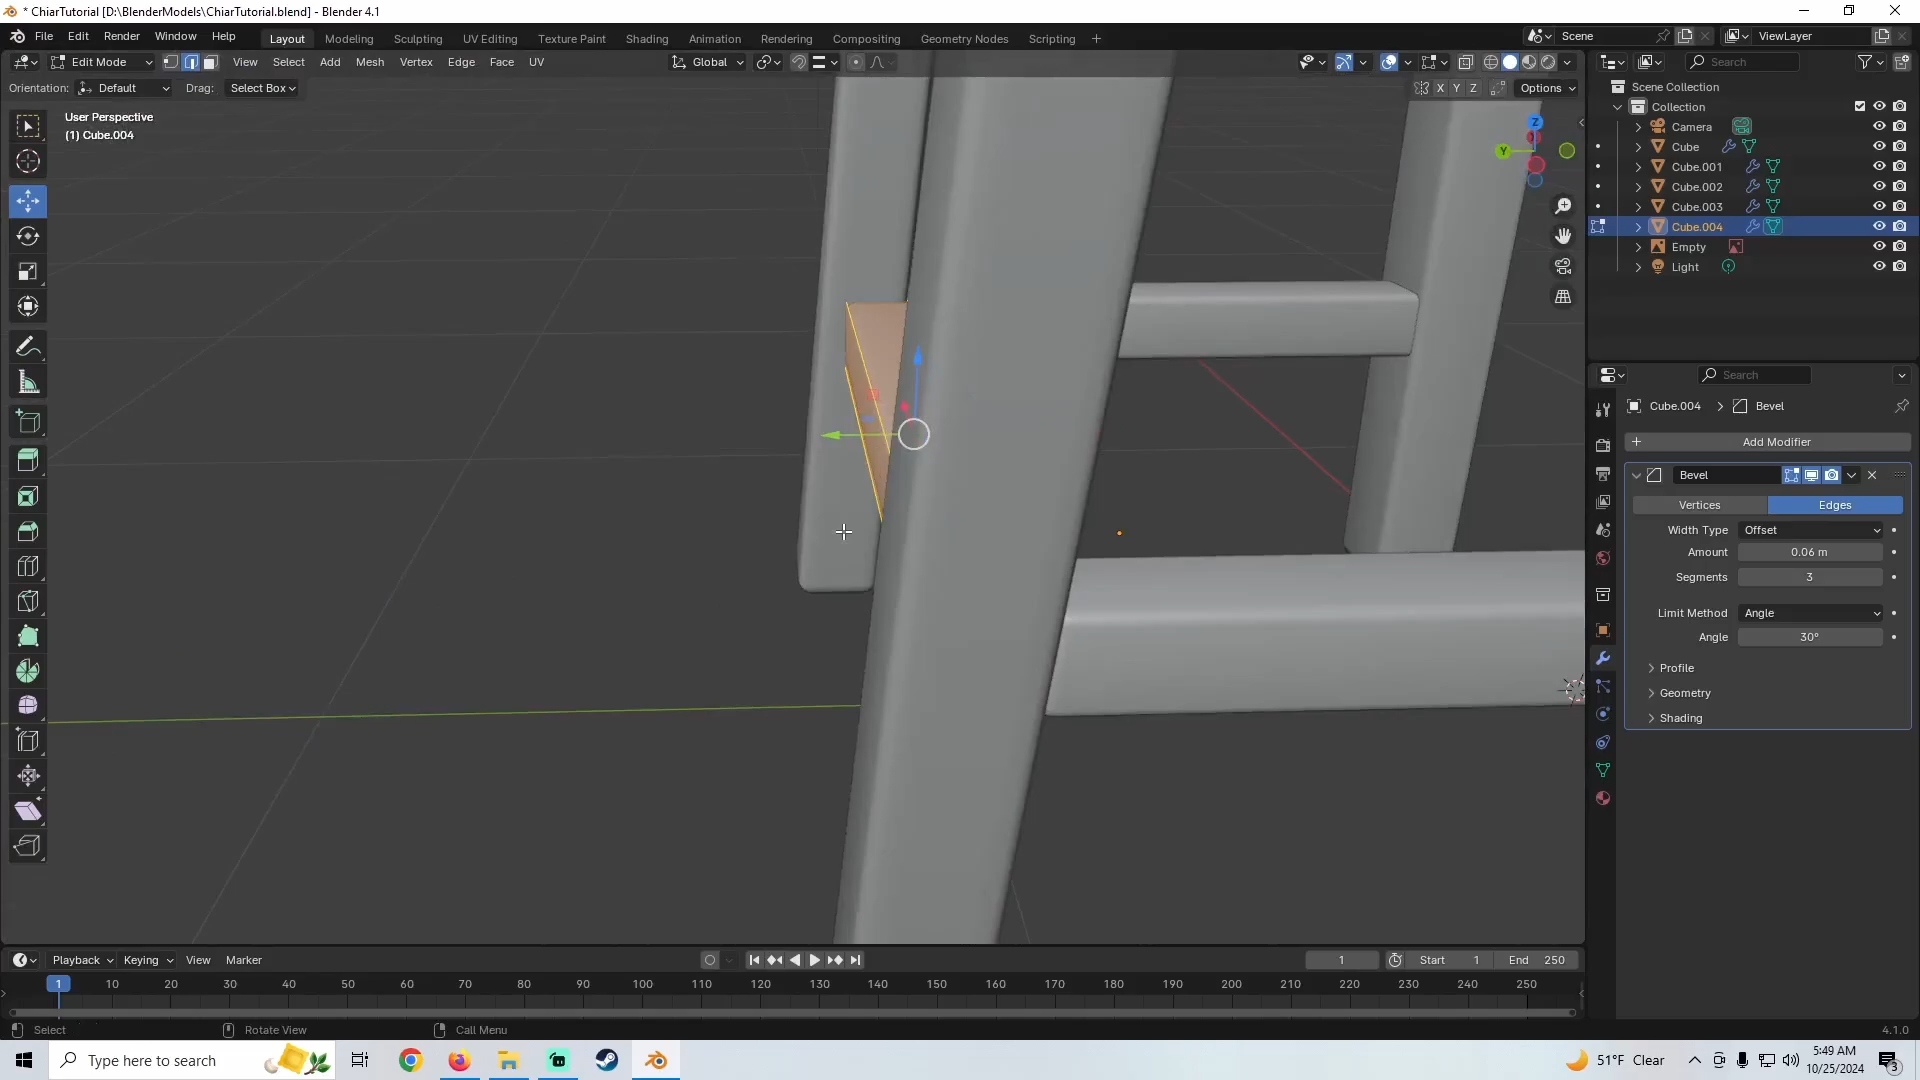 * ChiarTutorial [D:\BlenderModels\ChiarTutorial.blend] - Blender 4.1
File Edit Render Window Help Layout Modeling Sculpting UV Editing Texture Paint Shading Animation Rendering Compositing Geometry Nodes Scripting + Scene ViewLayer
Edit Mode View Select Add Mesh Vertex Edge Face UV Global Search
Orientation: Default Drag: Select Box X Y Z Options Scene Collection
User Perspective
(1) Cube.004
Z
Y
Collection
Camera
Cube
Cube.001
Cube.002
Cube.003
Cube.004
Empty
Light
Search
Cube.004 > Bevel
+ Add Modifier
Bevel
Vertices Edges
Width Type Offset
Amount 0.06 m
Segments 3
Limit Method Angle
Angle 30°
Profile
Geometry
Shading
Playback Keying View Marker 1 Start 1 End 250
1 10 20 30 40 50 60 70 80 90 100 110 120 130 140 150 160 170 180 190 200 210 220 230 240 250
Select Rotate View Call Menu 4.1.0
Type here to search 51°F Clear 5:49 AM
10/25/2024 3